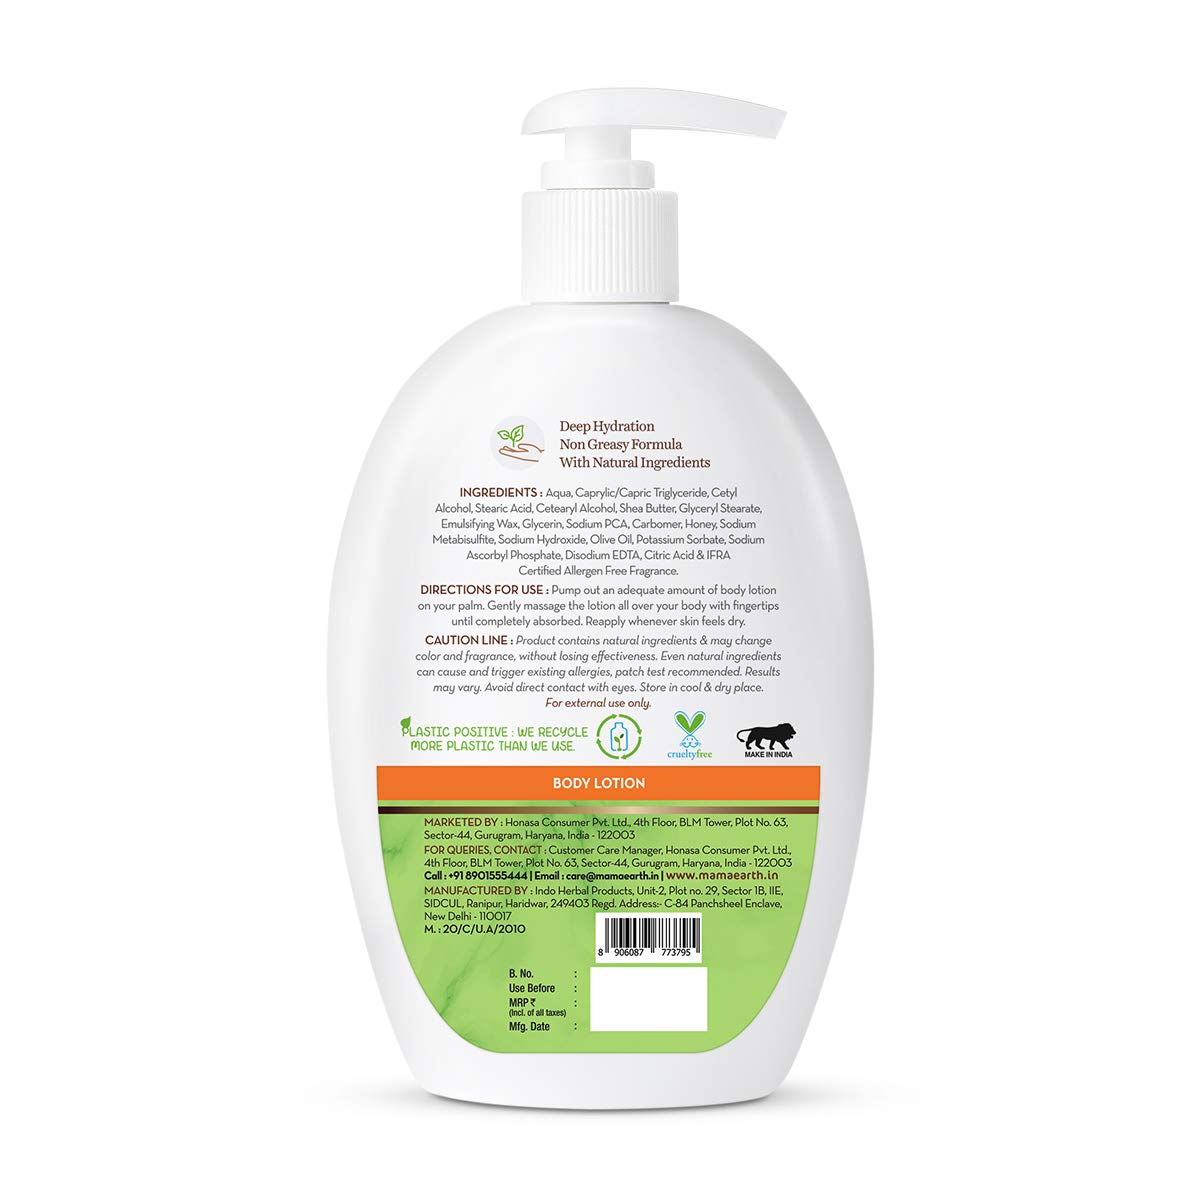 Deep Hydration
Non Greasy Formula
With Natural Ingredients
INGREDIENTS : Aqua, Caprylic/Capric Triglyceride, Cetyl
Alcohol, Stearic Acid, Cetearyl Alcohol, Shea Butter, Glyceryl Stearate,
Emulsifying Wax, Glycerin, Sodium PCA, Carbomer, Honey, Sodium
Metabisulfite, Sodium Hydroxide, Olive Oil, Potassium Sorbate, Sodium
Ascorbyl Phosphate, Disodium EDTA, Citric Acid & IFRA
Certified Allergen Free Fragrance.
DIRECTIONS FOR USE : Pump out an adequate amount of body lotion
on your palm. Gently massage the lotion all over your body with fingertips
until completely absorbed. Reapply whenever skin feels dry.
CAUTION LINE : Product contains natural ingredients & may change
color and fragrance, without losing effectiveness. Even natural ingredients
can cause and trigger existing allergies, patch test recommended. Results
may vary. Avoid direct contact with eyes. Store in cool & dry place.
For external use only.
PLASTIC POSITIVE : WE RECYCLE
MORE PLASTIC THAN WE USE.
crueltyfree
MAKE IN INDIA
BODY LOTION
MARKETED BY : Honasa Consumer Pvt. Ltd., 4th Floor, BLM Tower, Plot No. 63,
Sector-44, Gurugram, Haryana, India - 122003
FOR QUERIES, CONTACT : Customer Care Manager, Honasa Consumer Pvt. Ltd.,
4th Floor, BLM Tower, Plot No. 63, Sector-44, Gurugram, Haryana, India - 122003
Call : +91 8901555444 | Email : care@mamaearth.in | www.mamaearth.in
MANUFACTURED BY : Indo Herbal Products, Unit-2, Plot no. 29, Sector 1B, IIE,
SIDCUL, Ranipur, Haridwar, 249403 Regd. Address:- C-84 Panchsheel Enclave,
New Delhi - 110017
M. : 20/C/U.A/2010
8 906087 773795
B. No. :
Use Before :
MRP ₹ :
(Incl. of all taxes)
Mfg. Date :